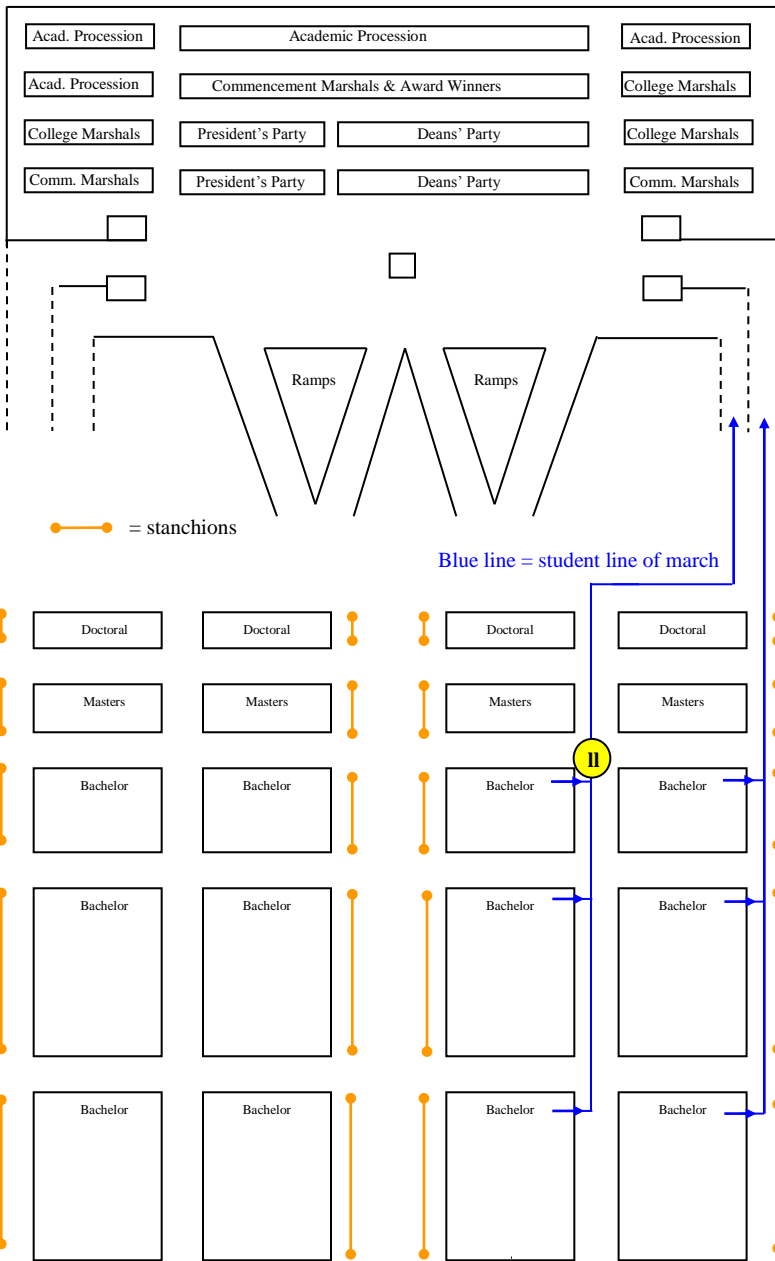 Acad. Procession Academic Procession Acad. Procession
Acad. Procession Commencement Marshals & Award Winners College Marshals
College Marshals President’s Party Deans’ Party College Marshals
Comm. Marshals President’s Party Deans’ Party Comm. Marshals
Ramps Ramps
= stanchions
Blue line = student line of march
Doctoral Doctoral Doctoral Doctoral
Masters Masters Masters Masters
ll
Bachelor Bachelor Bachelor Bachelor
Bachelor Bachelor Bachelor Bachelor
Bachelor Bachelor Bachelor Bachelor